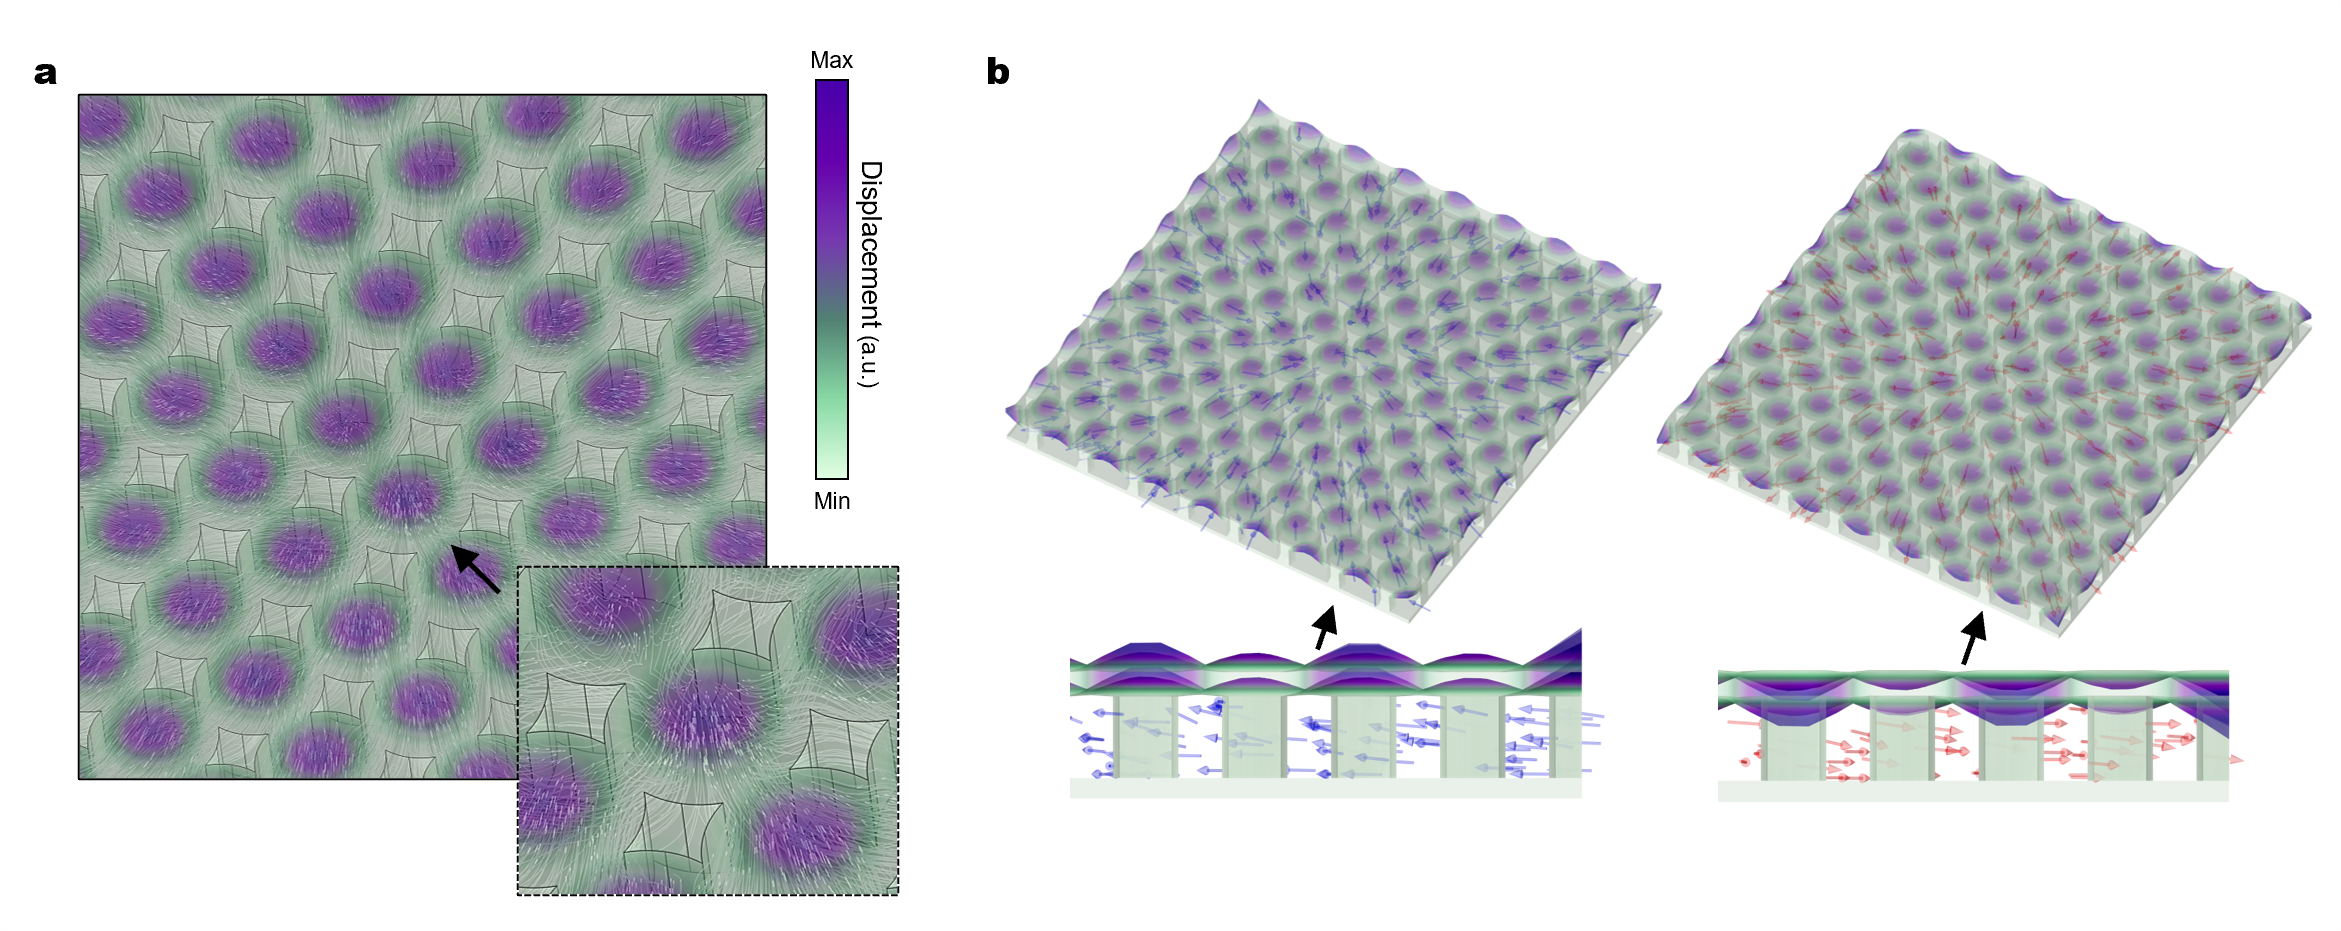 a
Max
Displacement (a.u.)
Min
b